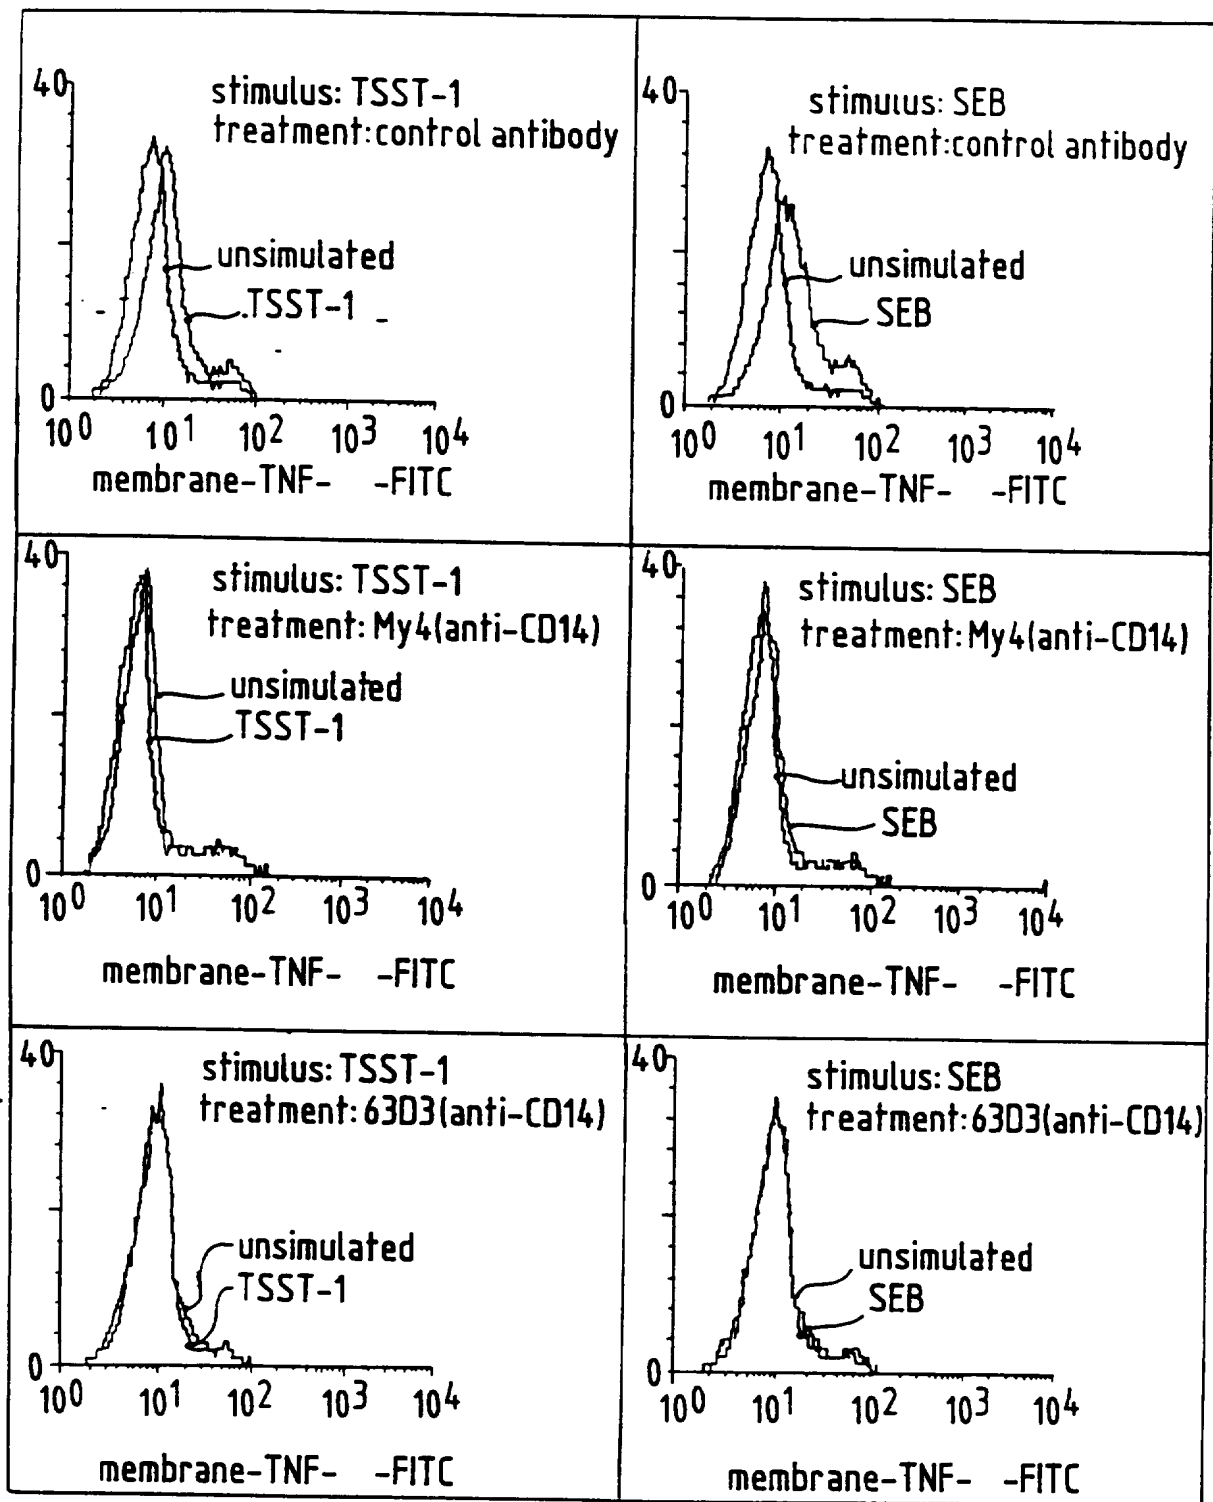 40
stimulus: TSST-1
treatment:control antibody
unsimulated
TSST-1
0
10^0 10^1 10^2 10^3 10^4
membrane-TNF- -FITC
40
stimulus: SEB
treatment:control antibody
unsimulated
SEB
0
10^0 10^1 10^2 10^3 10^4
membrane-TNF- -FITC
40
stimulus: TSST-1
treatment: My4(anti-CD14)
unsimulated
TSST-1
0
10^0 10^1 10^2 10^3 10^4
membrane-TNF- -FITC
40
stimulus: SEB
treatment: My4(anti-CD14)
unsimulated
SEB
0
10^0 10^1 10^2 10^3 10^4
membrane-TNF- -FITC
40
stimulus: TSST-1
treatment: 63D3(anti-CD14)
unsimulated
TSST-1
0
10^0 10^1 10^2 10^3 10^4
membrane-TNF- -FITC
40
stimulus: SEB
treatment:63D3(anti-CD14)
unsimulated
SEB
0
10^0 10^1 10^2 10^3 10^4
membrane-TNF- -FITC